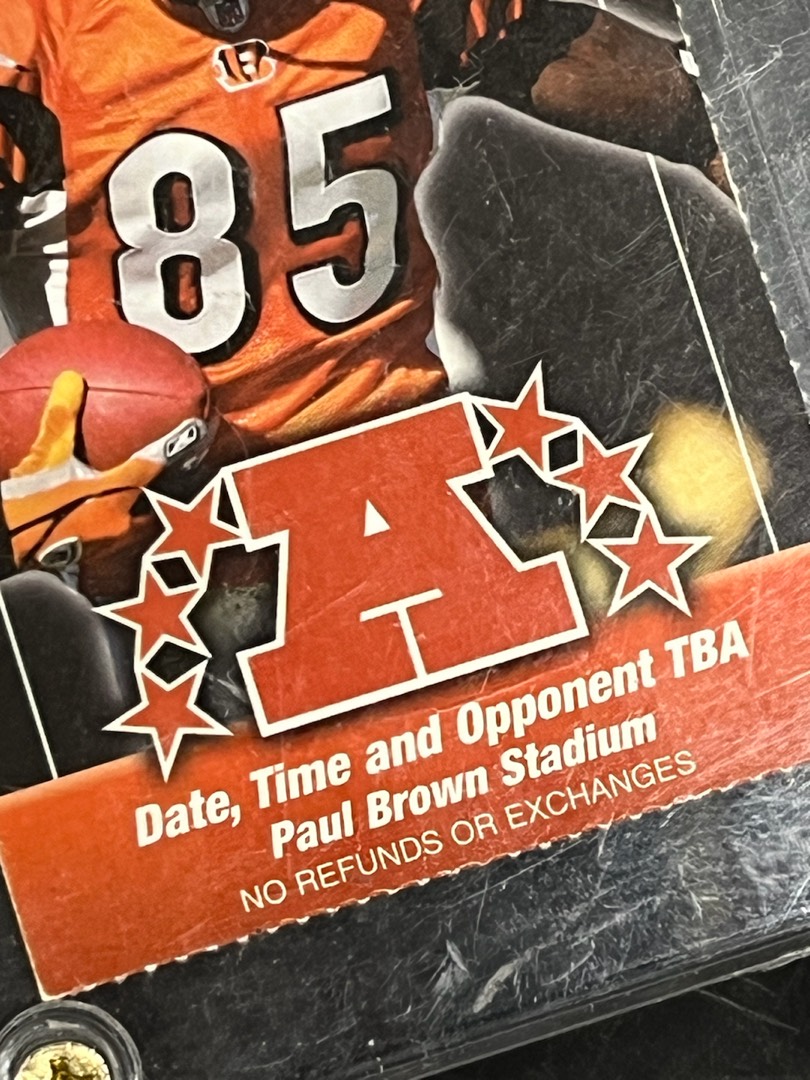 85
A
Date, Time and Opponent TBA
Paul Brown Stadium
NO REFUNDS OR EXCHANGES